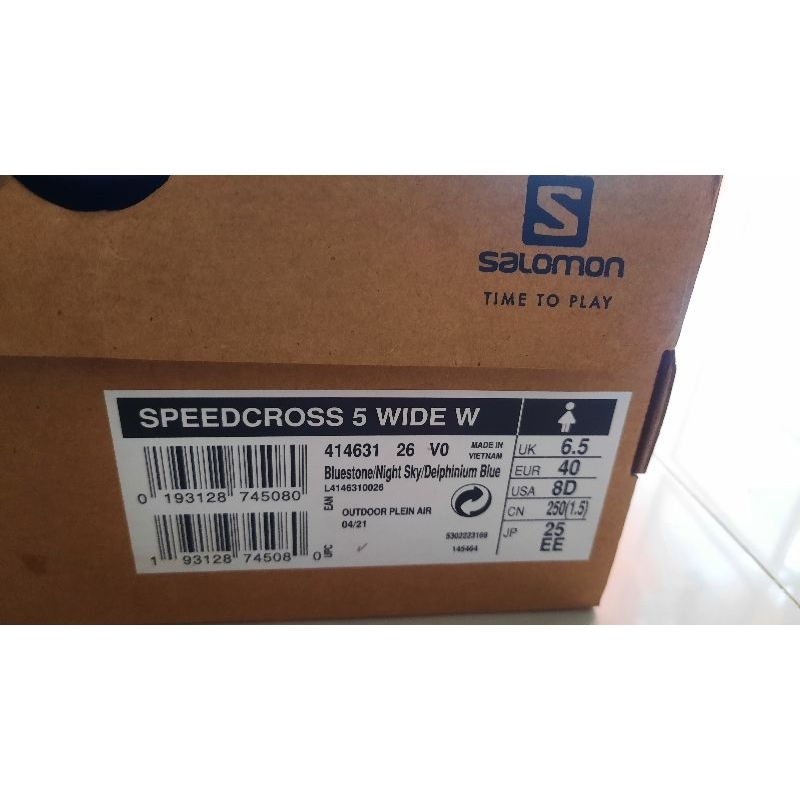 S
salomon
TIME TO PLAY
SPEEDCROSS 5 WIDE W
414631 26 V0 MADE IN VIETNAM
Bluestone/Night Sky/Delphinium Blue
L4146310026
0 193128 745080
EAN
OUTDOOR PLEIN AIR
04/21
5302223169
145464
1 93128 74508 0
UPC
UK 6.5
EUR 40
USA 8D
CN 250(1.5)
JP 25
EE